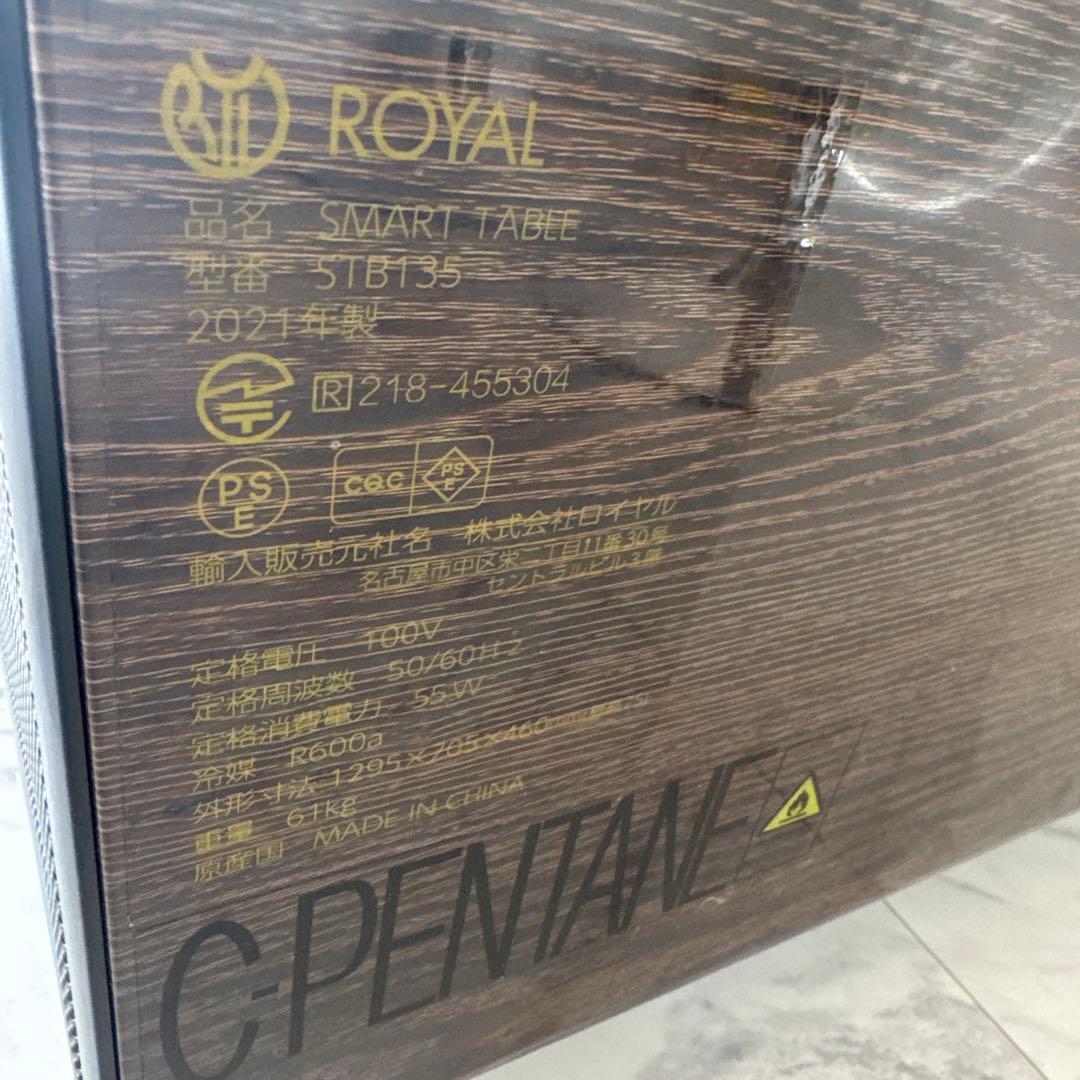 ROYAL
品名 SMART TABLE
型番 STB135
2021年製
R 218-455304
PSE
CQC PSE
輸入販売元社名 株式会社ロイヤル
名古屋市中区栄二丁目11番30号
セントラルビル3階
定格電圧 100V
定格周波数 50/60HZ
定格消費電力 55W
冷媒 R600a
外形寸法 1295×705×460
重量 61kg
原産国 MADE IN CHINA
C-PENTANE